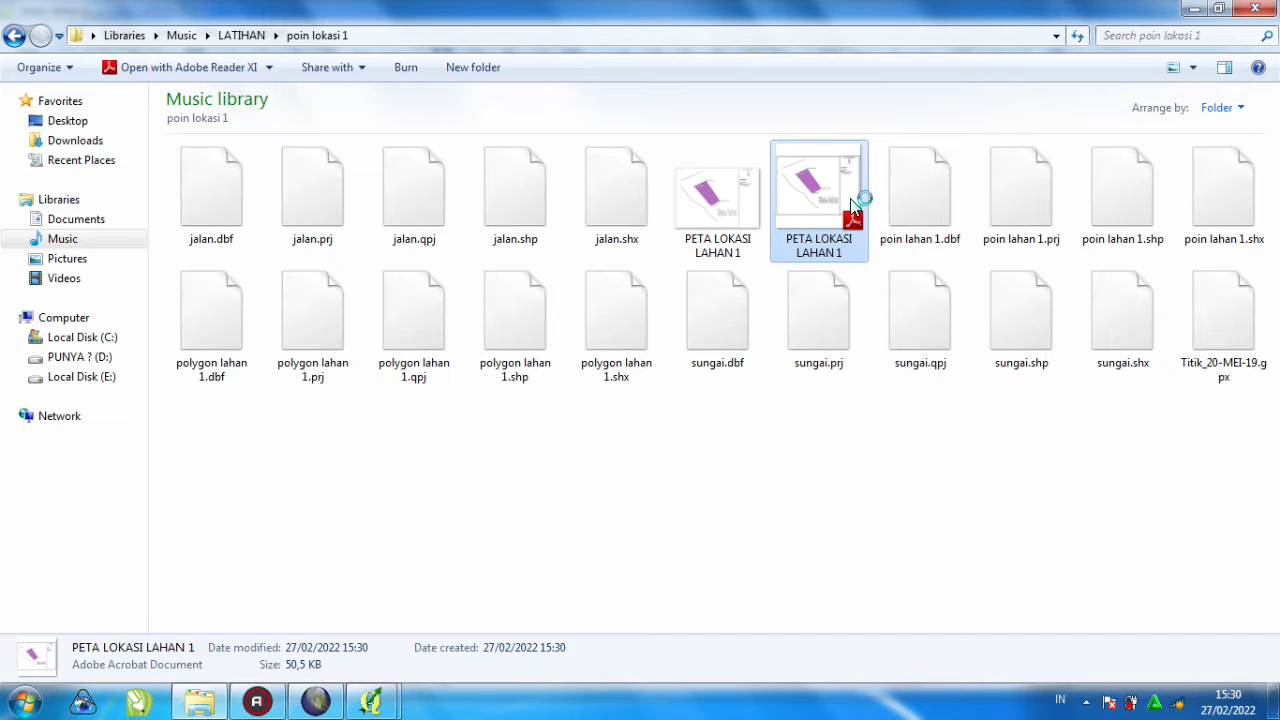 Libraries Music LATIHAN poin lokasi 1
Search poin lokasi 1
Organize Open with Adobe Reader XI Share with Burn New folder
Favorites
Desktop
Downloads
Recent Places
Libraries
Documents
Music
Pictures
Videos
Computer
Local Disk (C:)
PUNYA ? (D:)
Local Disk (E:)
Network
Music library
poin lokasi 1
Arrange by: Folder
jalan.dbf
jalan.prj
jalan.qpj
jalan.shp
jalan.shx
PETA LOKASI
LAHAN 1
PETA LOKASI
LAHAN 1
poin lahan 1.dbf
poin lahan 1.prj
poin lahan 1.shp
poin lahan 1.shx
polygon lahan
1.dbf
polygon lahan
1.prj
polygon lahan
1.qpj
polygon lahan
1.shp
polygon lahan
1.shx
sungai.dbf
sungai.prj
sungai.qpj
sungai.shp
sungai.shx
Titik_20-MEI-19.g
px
PETA LOKASI LAHAN 1 Date modified: 27/02/2022 15:30 Date created: 27/02/2022 15:30
Adobe Acrobat Document Size: 50,5 KB
IN
15:30
27/02/2022